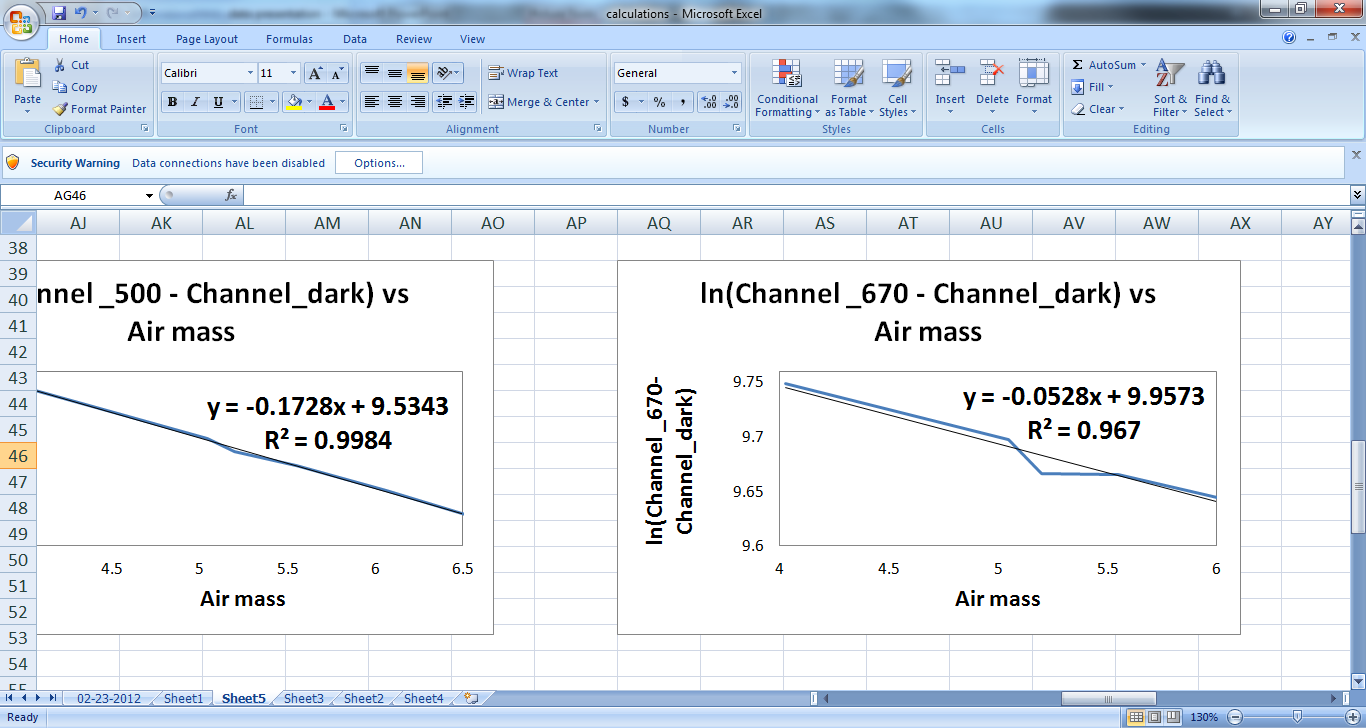 calculations - Microsoft Excel
Home Insert Page Layout Formulas Data Review View
Paste
Cut
Copy
Format Painter
Clipboard
Calibri 11
B I U
Font
Wrap Text
Merge & Center
Alignment
General
$ % ,
Number
Conditional Formatting
Format as Table
Cell Styles
Styles
Insert Delete Format
Cells
Σ AutoSum
Fill
Clear
Sort & Filter
Find & Select
Editing
Security Warning Data connections have been disabled Options...
AG46 fx
AJ AK AL AM AN AO AP AQ AR AS AT AU AV AW AX AY
38
39
40
41
42
43
44
45
46
47
48
49
50
51
52
53
54
55
nnel _500 - Channel_dark) vs
Air mass
y = -0.1728x + 9.5343
R² = 0.9984
4.5 5 5.5 6 6.5
Air mass
ln(Channel _670 - Channel_dark) vs
Air mass
ln(Channel _670-
Channel_dark)
9.75
9.7
9.65
9.6
y = -0.0528x + 9.9573
R² = 0.967
4 4.5 5 5.5 6
Air mass
02-23-2012 Sheet1 Sheet5 Sheet3 Sheet2 Sheet4
Ready 130%